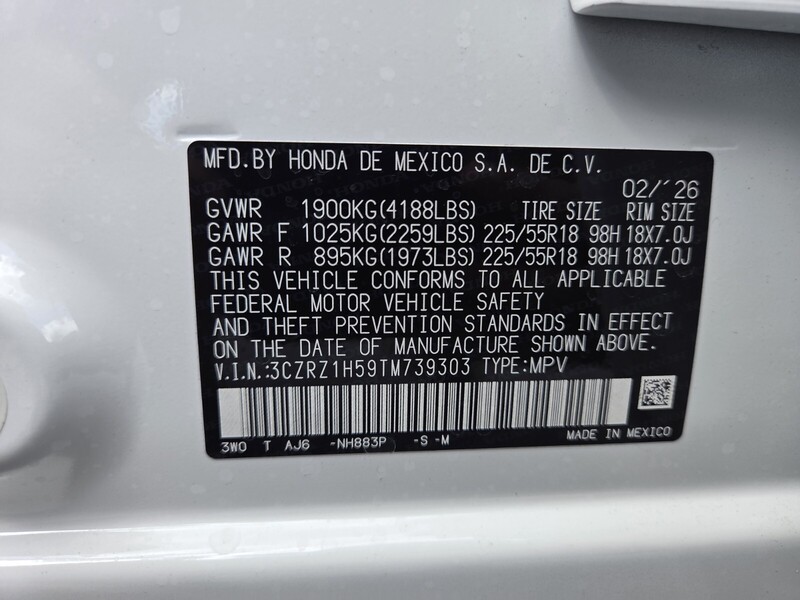 MFD.BY HONDA DE MEXICO S.A. DE C.V.
02/'26
GVWR 1900KG(4188LBS) TIRE SIZE RIM SIZE
GAWR F 1025KG(2259LBS) 225/55R18 98H 18X7.0J
GAWR R 895KG(1973LBS) 225/55R18 98H 18X7.0J
THIS VEHICLE CONFORMS TO ALL APPLICABLE
FEDERAL MOTOR VEHICLE SAFETY
AND THEFT PREVENTION STANDARDS IN EFFECT
ON THE DATE OF MANUFACTURE SHOWN ABOVE.
V.I.N.:3CZRZ1H59TM739303 TYPE:MPV
3W0 T AJ6 -NH883P -S -M MADE IN MEXICO